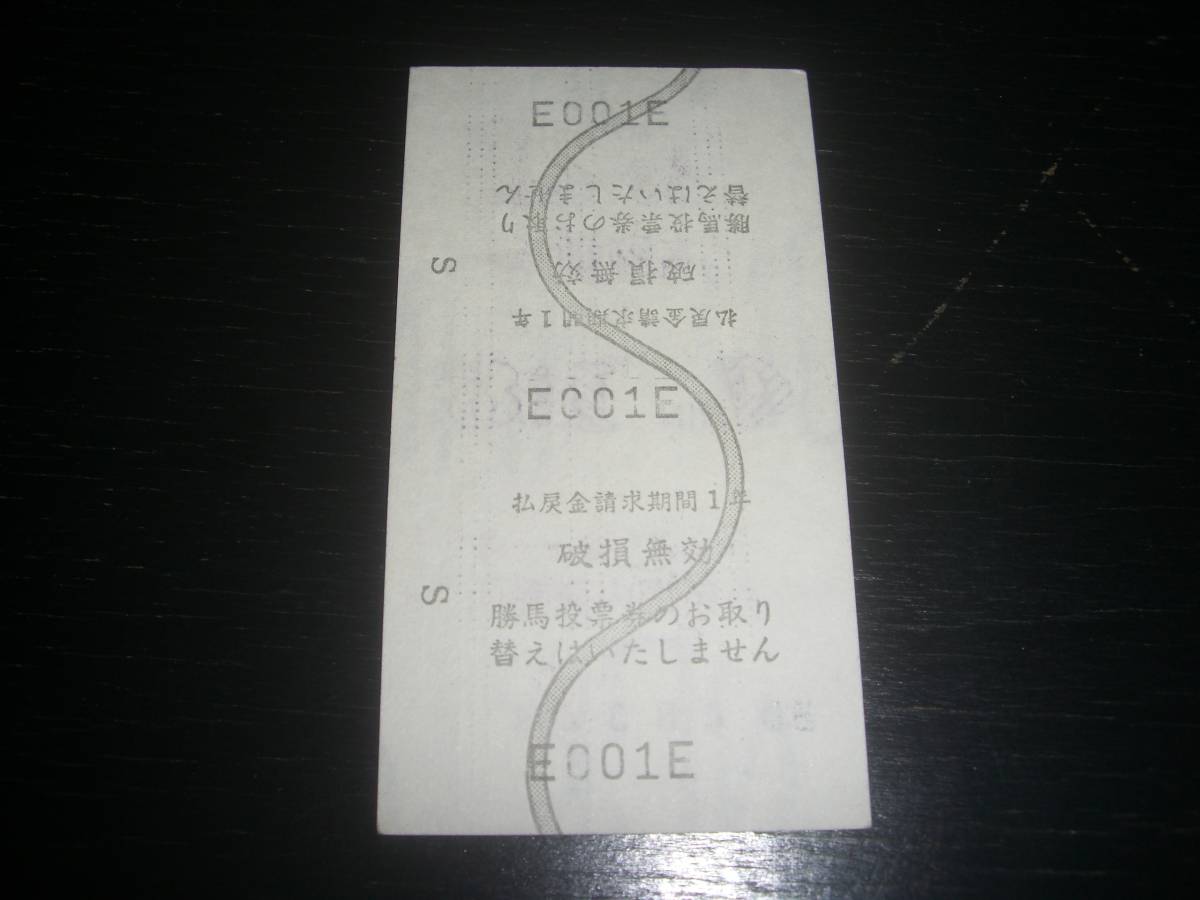 E001E
替えはいたしません
勝馬投票券のお取り
破損無効
払戻金請求期間1年
S
E001E
払戻金請求期間1年
破損無効
S
勝馬投票券のお取り
替えはいたしません
E001E